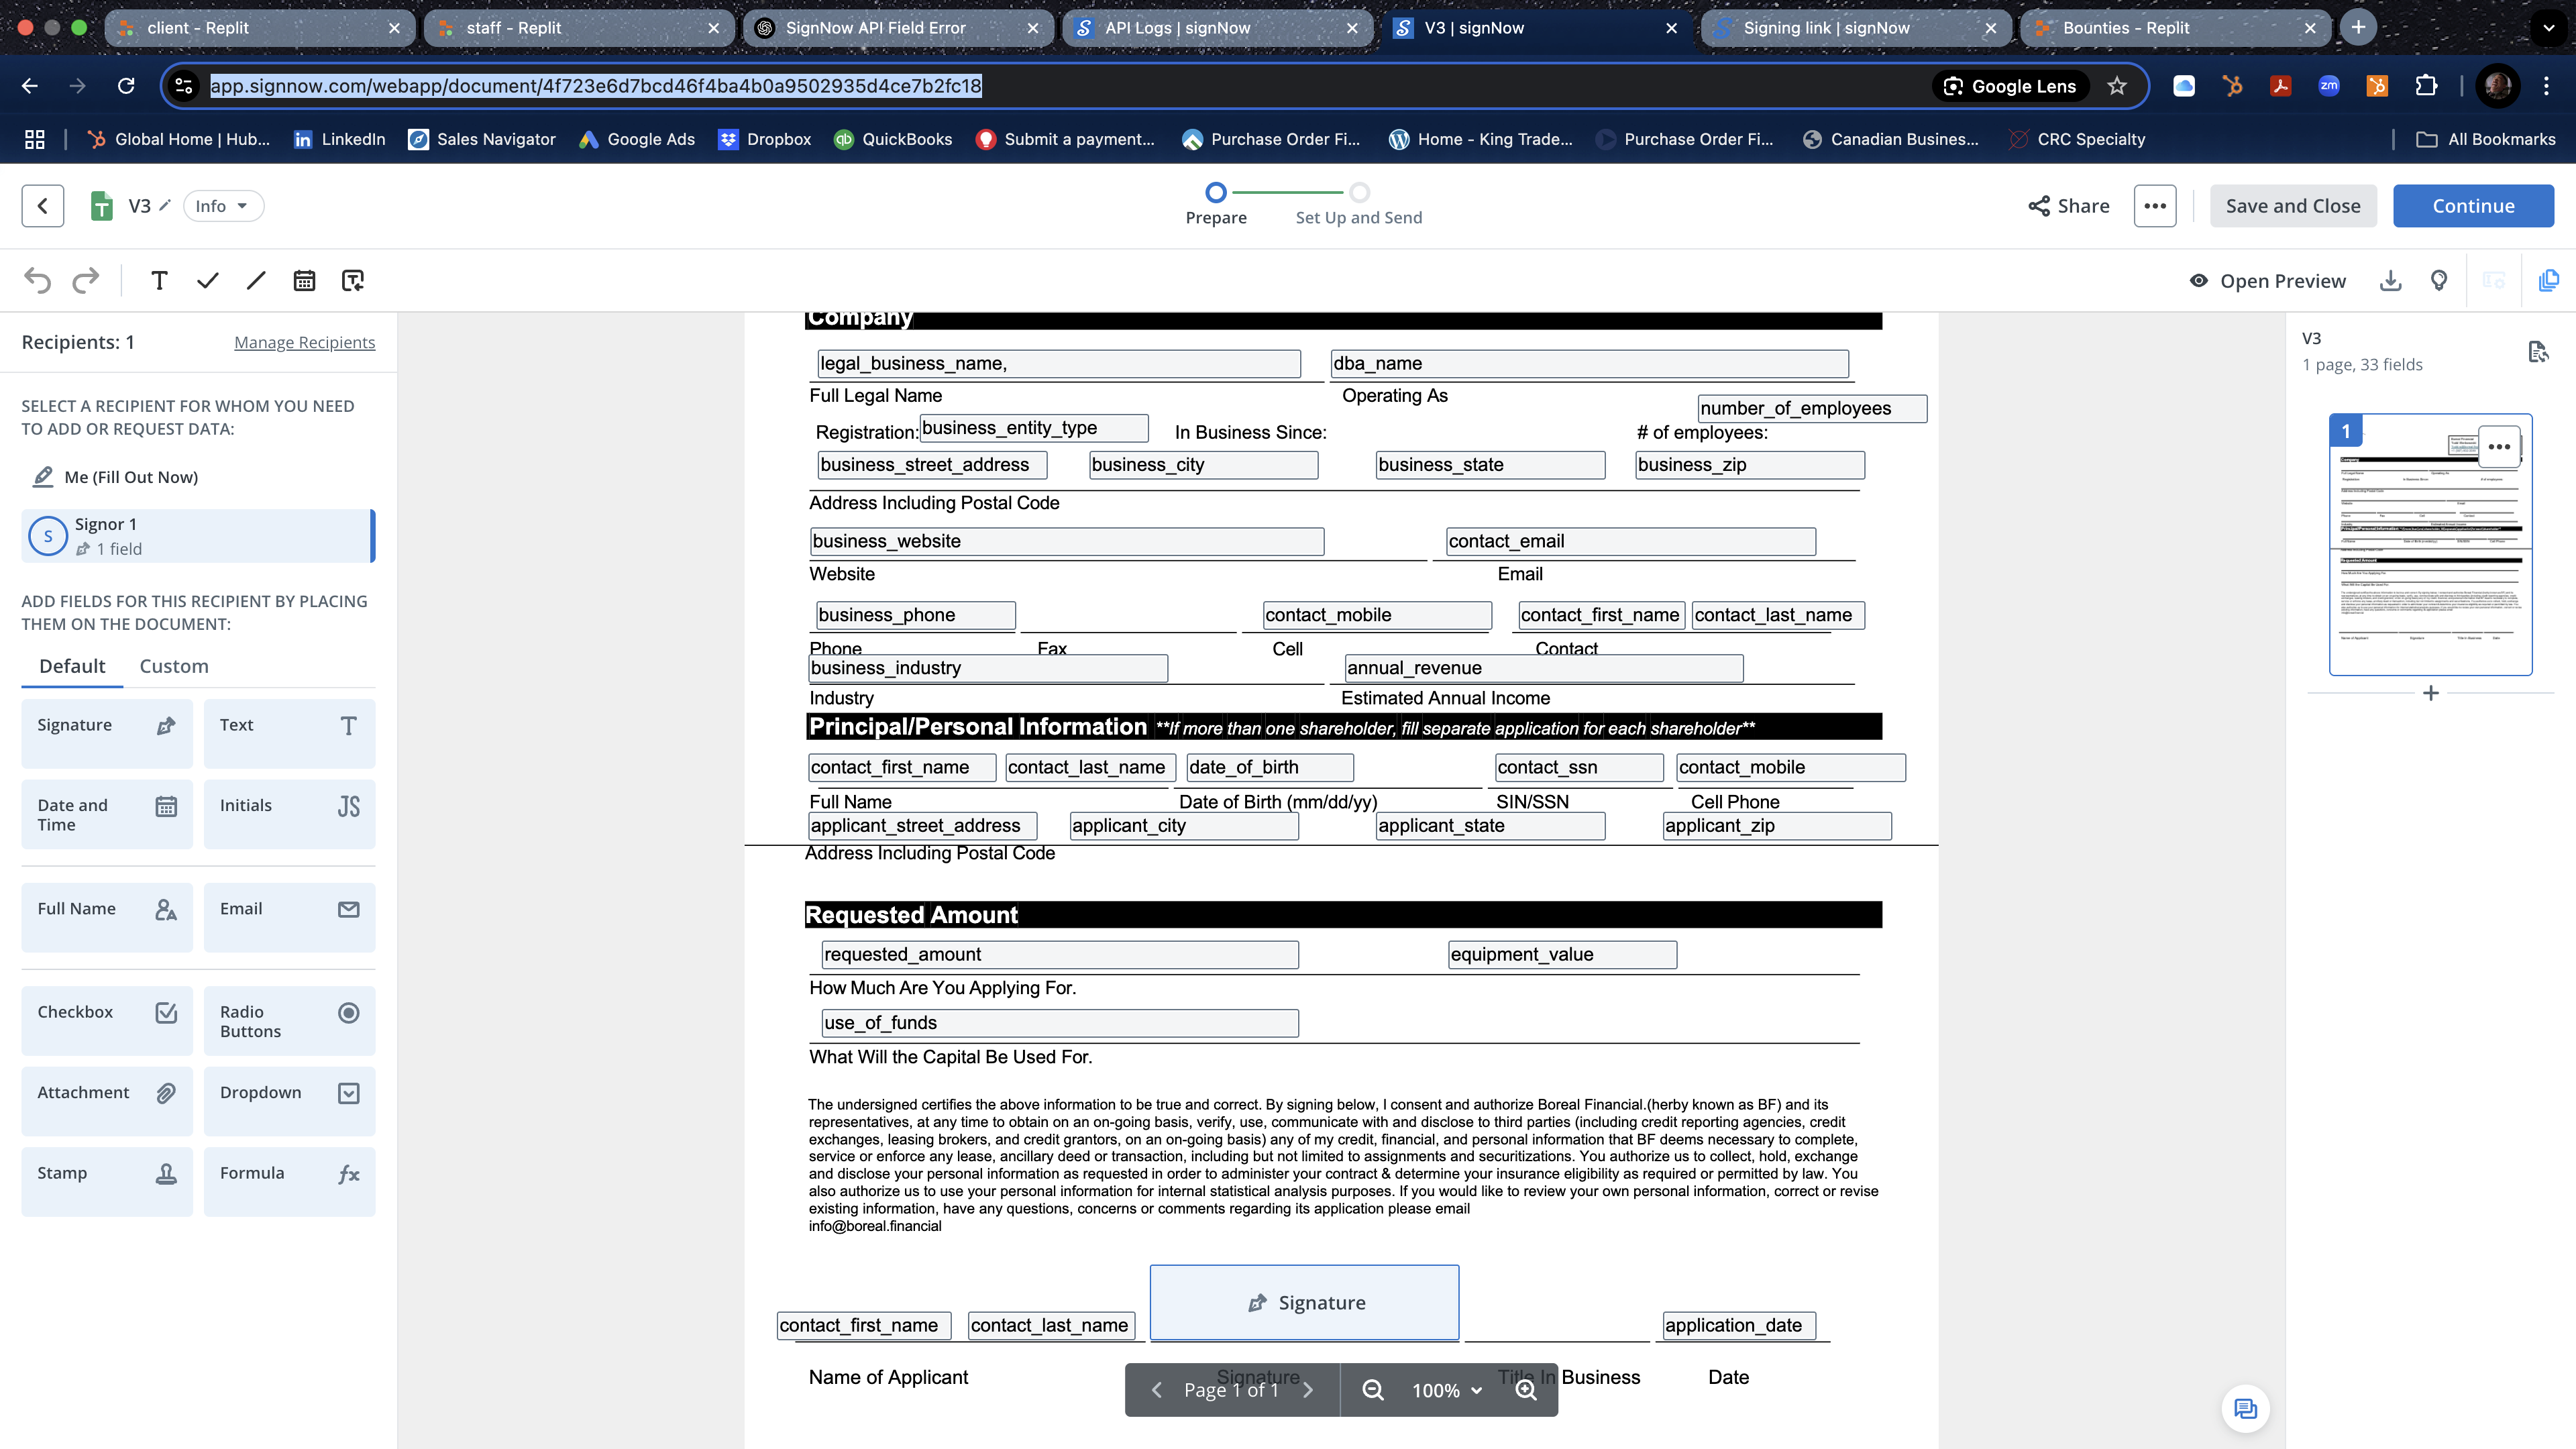 client - Replit
staff - Replit
SignNow API Field Error
API Logs | signNow
V3 | signNow
Signing link | signNow
Bounties - Replit
app.signnow.com/webapp/document/4f723e6d7bcd46f4ba4b0a9502935d4ce7b2fc18
Google Lens
zm
Global Home | Hub...
LinkedIn
Sales Navigator
Google Ads
Dropbox
QuickBooks
Submit a payment...
Purchase Order Fi...
Home - King Trade...
Purchase Order Fi...
Canadian Busines...
CRC Specialty
All Bookmarks
V3
Info
Prepare
Set Up and Send
Share
Save and Close
Continue
Open Preview
Recipients: 1
Manage Recipients
SELECT A RECIPIENT FOR WHOM YOU NEED
TO ADD OR REQUEST DATA:
Me (Fill Out Now)
S
Signor 1
1 field
ADD FIELDS FOR THIS RECIPIENT BY PLACING
THEM ON THE DOCUMENT:
Default
Custom
Signature
Text
Date and
Time
Initials
Full Name
Email
Checkbox
Radio
Buttons
Attachment
Dropdown
Stamp
Formula
Company
legal_business_name,
dba_name
Full Legal Name
Operating As
number_of_employees
Registration:
business_entity_type
In Business Since:
# of employees:
business_street_address
business_city
business_state
business_zip
Address Including Postal Code
business_website
contact_email
Website
Email
business_phone
contact_mobile
contact_first_name
contact_last_name
Phone
Fax
Cell
Contact
business_industry
annual_revenue
Industry
Estimated Annual Income
Principal/Personal Information **If more than one shareholder, fill separate application for each shareholder**
contact_first_name
contact_last_name
date_of_birth
contact_ssn
contact_mobile
Full Name
Date of Birth (mm/dd/yy)
SIN/SSN
Cell Phone
applicant_street_address
applicant_city
applicant_state
applicant_zip
Address Including Postal Code
Requested Amount
requested_amount
equipment_value
How Much Are You Applying For.
use_of_funds
What Will the Capital Be Used For.
The undersigned certifies the above information to be true and correct. By signing below, I consent and authorize Boreal Financial.(herby known as BF) and its
representatives, at any time to obtain on an on-going basis, verify, use, communicate with and disclose to third parties (including credit reporting agencies, credit
exchanges, leasing brokers, and credit grantors, on an on-going basis) any of my credit, financial, and personal information that BF deems necessary to complete,
service or enforce any lease, ancillary deed or transaction, including but not limited to assignments and securitizations. You authorize us to collect, hold, exchange
and disclose your personal information as requested in order to administer your contract & determine your insurance eligibility as required or permitted by law. You
also authorize us to use your personal information for internal statistical analysis purposes. If you would like to review your own personal information, correct or revise
existing information, have any questions, concerns or comments regarding its application please email
info@boreal.financial
Signature
contact_first_name
contact_last_name
application_date
Name of Applicant
Signature
Title In Business
Date
Page 1 of 1
100%
V3
1 page, 33 fields
1